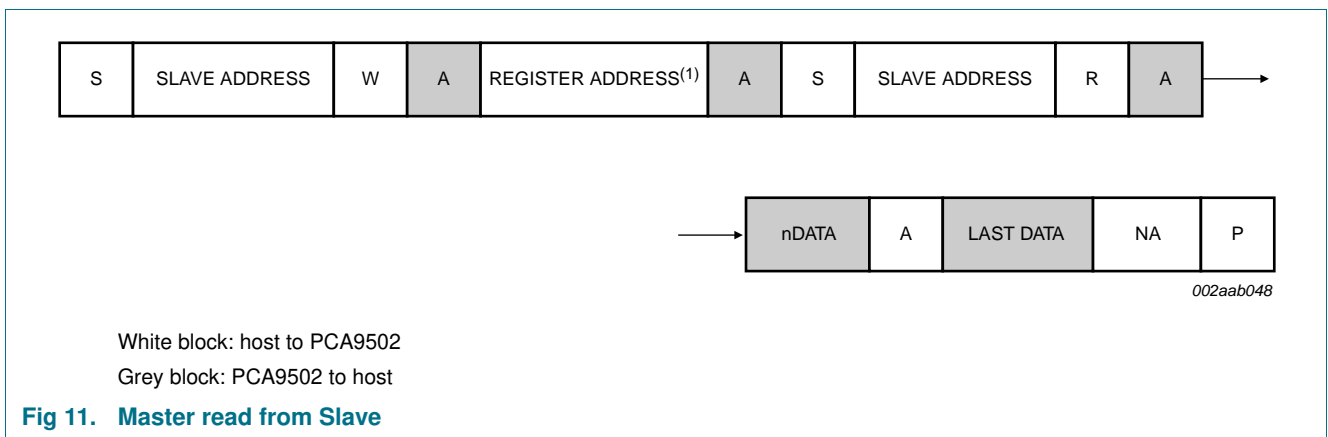 S SLAVE ADDRESS W A REGISTER ADDRESS(1) A S SLAVE ADDRESS R A
nDATA A LAST DATA NA P
002aab048
White block: host to PCA9502
Grey block: PCA9502 to host
Fig 11. Master read from Slave